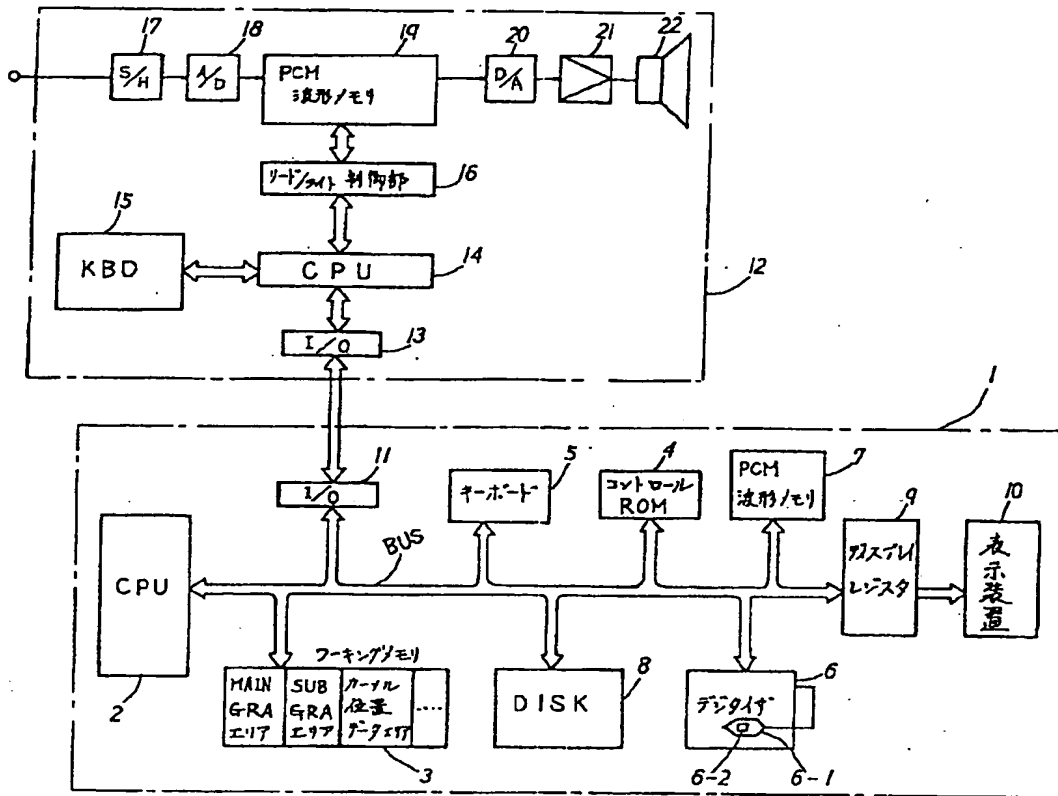 17
18
19
20
21
22
S/H
A/D
PCM
波形メモリ
D/A
リード/ライト 制御部
16
15
KBD
CPU
14
12
I/O
13
1
11
I/O
5
キーボード
4
コントロール
ROM
7
PCM
波形メモリ
9
ディスプレイ
レジスタ
10
表示装置
BUS
CPU
2
ワーキングメモリ
MAIN
GRA
エリア
SUB
GRA
エリア
カーソル
位置
データエリア
....
3
DISK
8
デジタイザ
6
6-2
6-1